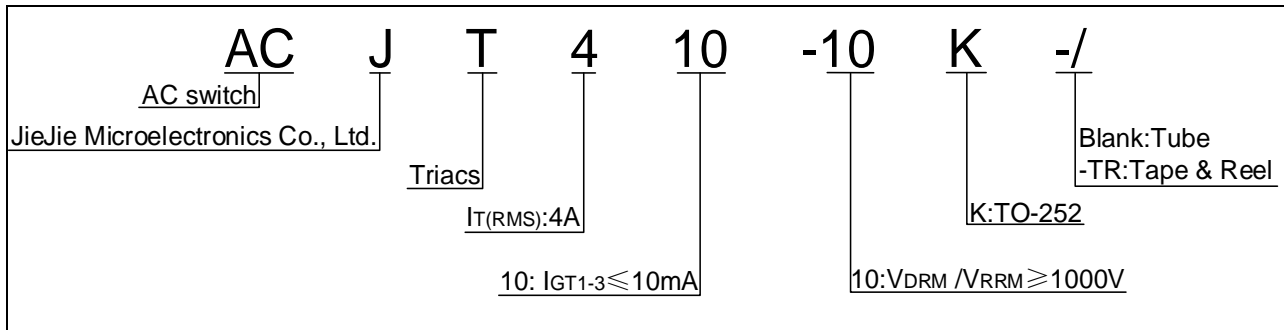 AC J T 4 10 -10 K -/
AC switch
JieJie Microelectronics Co., Ltd.
Blank:Tube
-TR:Tape & Reel
Triacs
IT(RMS):4A
K:TO-252
10: IGT1-3≤10mA
10:VDRM /VRRM≥1000V